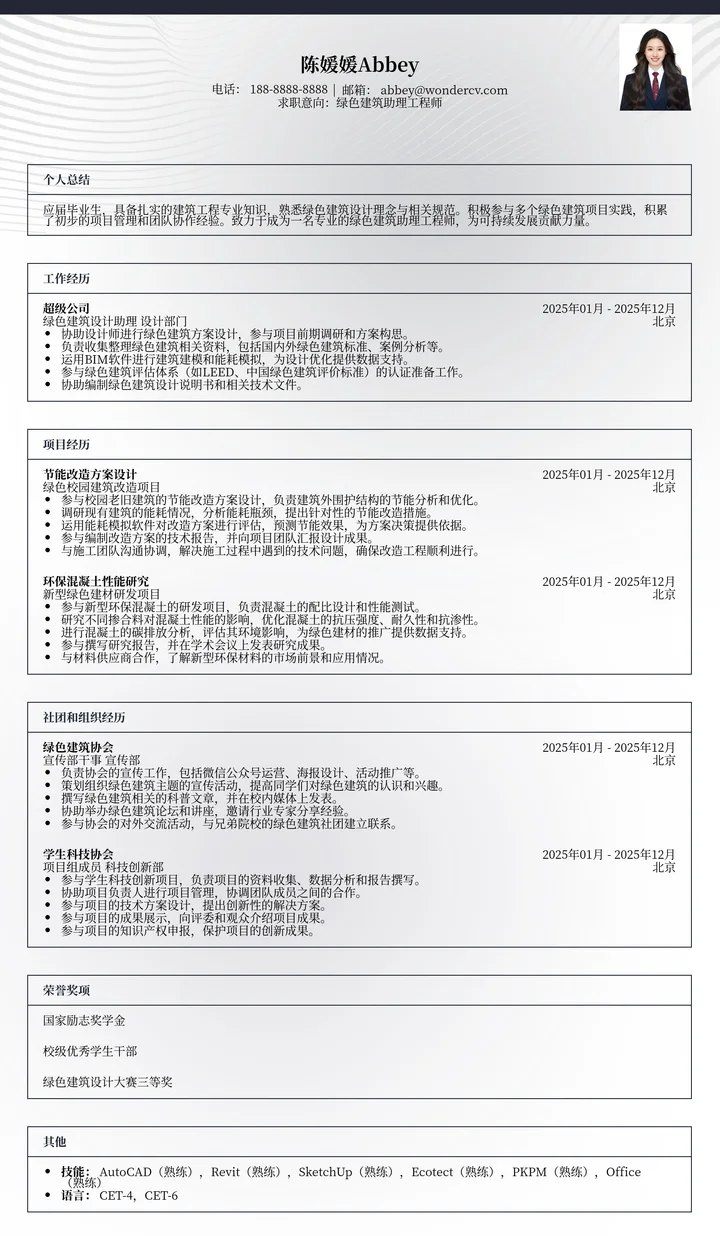 陈媛媛Abbey
电话： 188-8888-8888 | 邮箱： abbey@wondercv.com
求职意向：绿色建筑助理工程师
个人总结
应届毕业生，具备扎实的建筑工程专业知识，熟悉绿色建筑设计理念与相关规范。积极参与多个绿色建筑项目实践，积累
了初步的项目管理和团队协作经验。致力于成为一名专业的绿色建筑助理工程师，为可持续发展贡献力量。
工作经历
超级公司 2025年01月 - 2025年12月
绿色建筑设计助理 设计部门 北京
• 协助设计师进行绿色建筑方案设计，参与项目前期调研和方案构思。
• 负责收集整理绿色建筑相关资料，包括国内外绿色建筑标准、案例分析等。
• 运用BIM软件进行建筑建模和能耗模拟，为设计优化提供数据支持。
• 参与绿色建筑评估体系（如LEED、中国绿色建筑评价标准）的认证准备工作。
• 协助编制绿色建筑设计说明书和相关技术文件。
项目经历
节能改造方案设计 2025年01月 - 2025年12月
绿色校园建筑改造项目 北京
• 参与校园老旧建筑的节能改造方案设计，负责建筑外围护结构的节能分析和优化。
• 调研现有建筑的能耗情况，分析能耗瓶颈，提出针对性的节能改造措施。
• 运用能耗模拟软件对改造方案进行评估，预测节能效果，为方案决策提供依据。
• 参与编制改造方案的技术报告，并向项目团队汇报设计成果。
• 与施工团队沟通协调，解决施工过程中遇到的技术问题，确保改造工程顺利进行。
环保混凝土性能研究 2025年01月 - 2025年12月
新型绿色建材研发项目 北京
• 参与新型环保混凝土的研发项目，负责混凝土的配比设计和性能测试。
• 研究不同掺合料对混凝土性能的影响，优化混凝土的抗压强度、耐久性和抗渗性。
• 进行混凝土的碳排放分析，评估其环境影响，为绿色建材的推广提供数据支持。
• 参与撰写研究报告，并在学术会议上发表研究成果。
• 与材料供应商合作，了解新型环保材料的市场前景和应用情况。
社团和组织经历
绿色建筑协会 2025年01月 - 2025年12月
宣传部干事 宣传部 北京
• 负责协会的宣传工作，包括微信公众号运营、海报设计、活动推广等。
• 策划组织绿色建筑主题的宣传活动，提高同学们对绿色建筑的认识和兴趣。
• 撰写绿色建筑相关的科普文章，并在校内媒体上发表。
• 协助举办绿色建筑论坛和讲座，邀请行业专家分享经验。
• 参与协会的对外交流活动，与兄弟院校的绿色建筑社团建立联系。
学生科技协会 2025年01月 - 2025年12月
项目组成员 科技创新部 北京
• 参与学生科技创新项目，负责项目的资料收集、数据分析和报告撰写。
• 协助项目负责人进行项目管理，协调团队成员之间的合作。
• 参与项目的技术方案设计，提出创新性的解决方案。
• 参与项目的成果展示，向评委和观众介绍项目成果。
• 参与项目的知识产权申报，保护项目的创新成果。
荣誉奖项
国家励志奖学金
校级优秀学生干部
绿色建筑设计大赛三等奖
其他
• 技能： AutoCAD（熟练）, Revit（熟练）, SketchUp（熟练）, Ecotect（熟练）, PKPM（熟练）, Office
（熟练）
• 语言： CET-4，CET-6